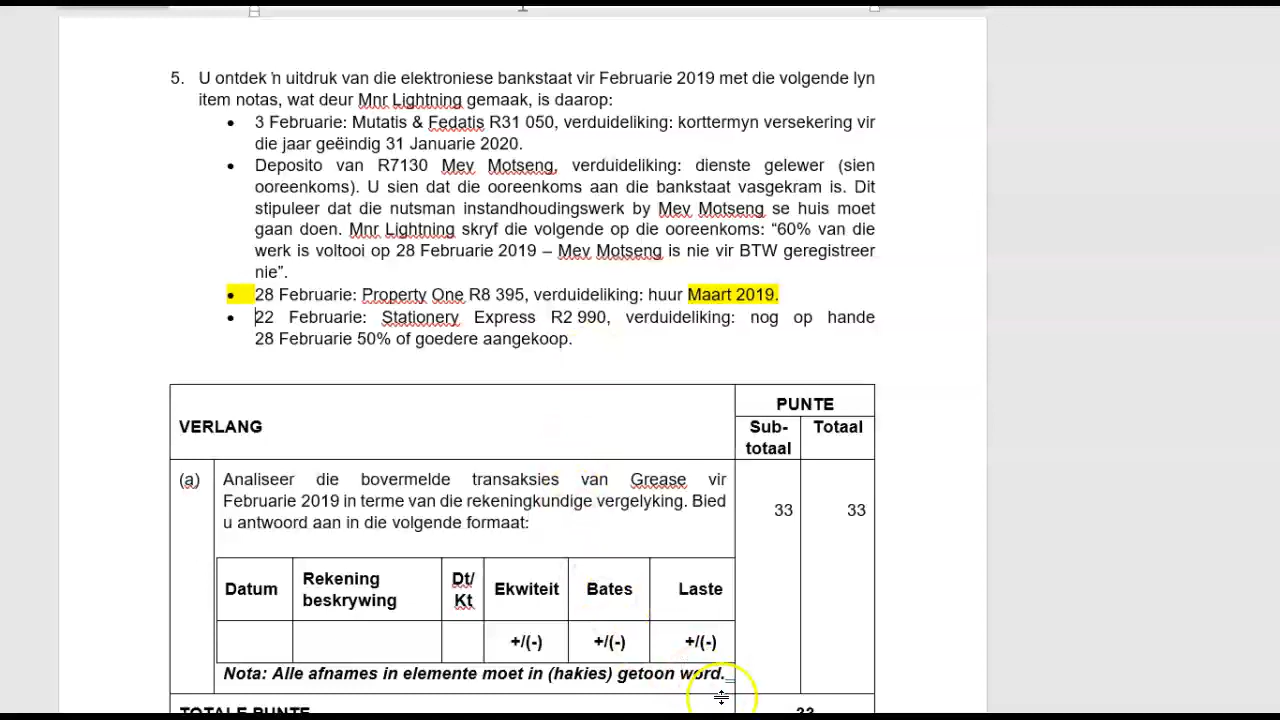 5. U ontdek 'n uitdruk van die elektroniese bankstaat vir Februarie 2019 met die volgende lyn
item notas, wat deur Mnr Lightning gemaak, is daarop:
• 3 Februarie: Mutatis & Fedatis R31 050, verduideliking: korttermyn versekering vir
die jaar geëindig 31 Januarie 2020.
• Deposito van R7130 Mev Motseng, verduideliking: dienste gelewer (sien
ooreenkoms). U sien dat die ooreenkoms aan die bankstaat vasgekram is. Dit
stipuleer dat die nutsman instandhoudingswerk by Mev Motseng se huis moet
gaan doen. Mnr Lightning skryf die volgende op die ooreenkoms: “60% van die
werk is voltooi op 28 Februarie 2019 – Mev Motseng is nie vir BTW geregistreer
nie”.
• 28 Februarie: Property One R8 395, verduideliking: huur Maart 2019.
• 22 Februarie: Stationery Express R2 990, verduideliking: nog op hande
28 Februarie 50% of goedere aangekoop.
VERLANG
PUNTE
Sub-
totaal
Totaal
(a) Analiseer die bovermelde transaksies van Grease vir
Februarie 2019 in terme van die rekeningkundige vergelyking. Bied
u antwoord aan in die volgende formaat:
33 33
Datum Rekening
beskrywing Dt/
Kt Ekwiteit Bates Laste
+/(-) +/(-) +/(-)
Nota: Alle afnames in elemente moet in (hakies) getoon word.
TOTALE PUNTE 33